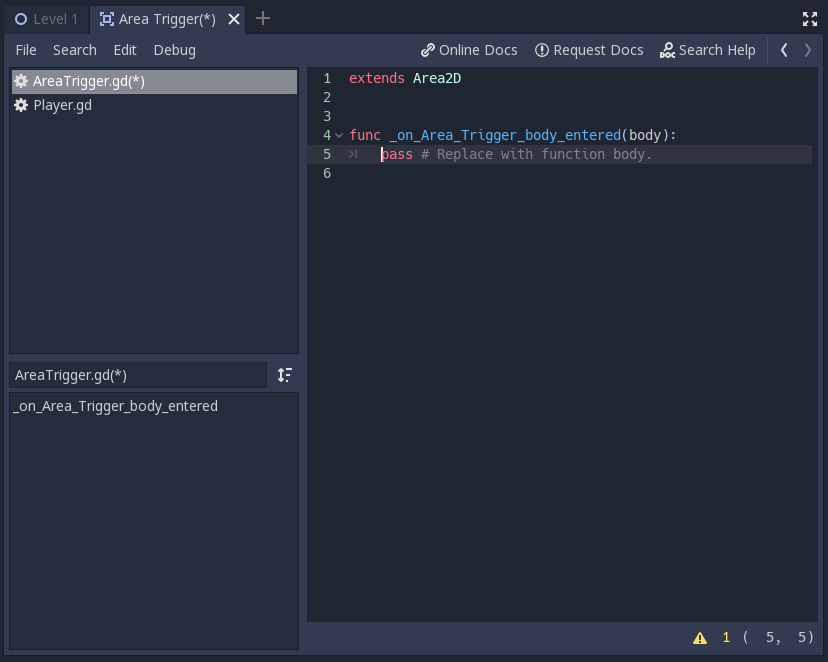 Level 1 Area Trigger(*)
File Search Edit Debug Online Docs Request Docs Search Help
AreaTrigger.gd(*)
Player.gd
AreaTrigger.gd(*)
_on_Area_Trigger_body_entered
1 extends Area2D
2
3
4 func _on_Area_Trigger_body_entered(body):
5 pass # Replace with function body.
6
1 ( 5, 5)